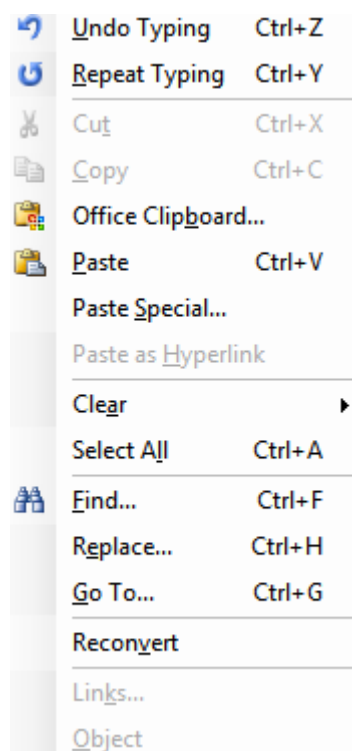 Undo Typing Ctrl+Z
Repeat Typing Ctrl+Y
Cut Ctrl+X
Copy Ctrl+C
Office Clipboard...
Paste Ctrl+V
Paste Special...
Paste as Hyperlink
Clear
Select All Ctrl+A
Find... Ctrl+F
Replace... Ctrl+H
Go To... Ctrl+G
Reconvert
Links...
Object